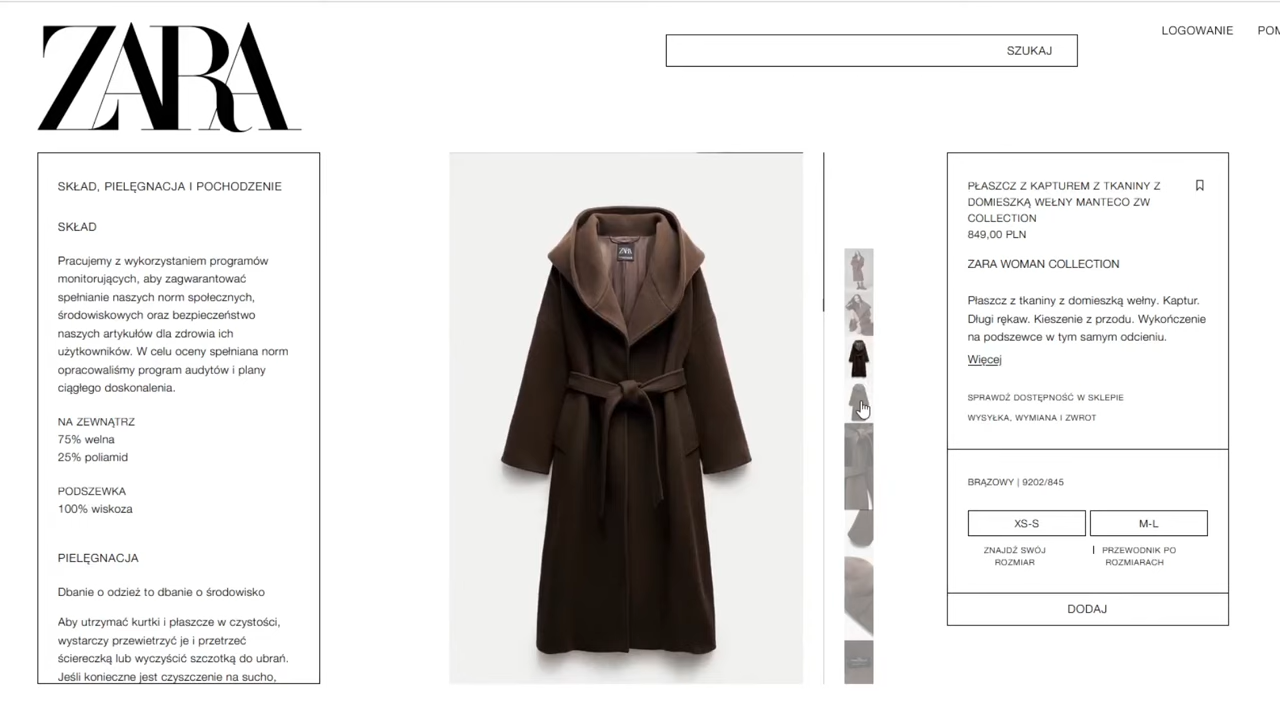 ZARA
SZUKAJ
LOGOWANIE
SKŁAD, PIELĘGNACJA I POCHODZENIE
SKŁAD
Pracujemy z wykorzystaniem programów
monitorujących, aby zagwarantować
spełnianie naszych norm społecznych,
środowiskowych oraz bezpieczeństwo
naszych artykułów dla zdrowia ich
użytkowników. W celu oceny spełniana norm
opracowaliśmy program audytów i plany
ciągłego doskonalenia.
NA ZEWNĄTRZ
75% wełna
25% poliamid
PODSZEWKA
100% wiskoza
PIELĘGNACJA
Dbanie o odzież to dbanie o środowisko
Aby utrzymać kurtki i płaszcze w czystości,
wystarczy przewietrzyć je i przetrzeć
ściereczką lub wyczyścić szczotką do ubrań.
Jeśli konieczne jest czyszczenie na sucho,
ZARA
PŁASZCZ Z KAPTUREM Z TKANINY Z
DOMIESZKĄ WEŁNY MANTECO ZW
COLLECTION
849,00 PLN
ZARA WOMAN COLLECTION
Płaszcz z tkaniny z domieszką wełny. Kaptur.
Długi rękaw. Kieszenie z przodu. Wykończenie
na podszewce w tym samym odcieniu.
Więcej
SPRAWDŹ DOSTĘPNOŚĆ W SKLEPIE
WYSYŁKA, WYMIANA I ZWROT
BRĄZOWY | 9202/845
XS-S M-L
ZNAJDŹ SWÓJ
ROZMIAR
PRZEWODNIK PO
ROZMIARACH
DODAJ